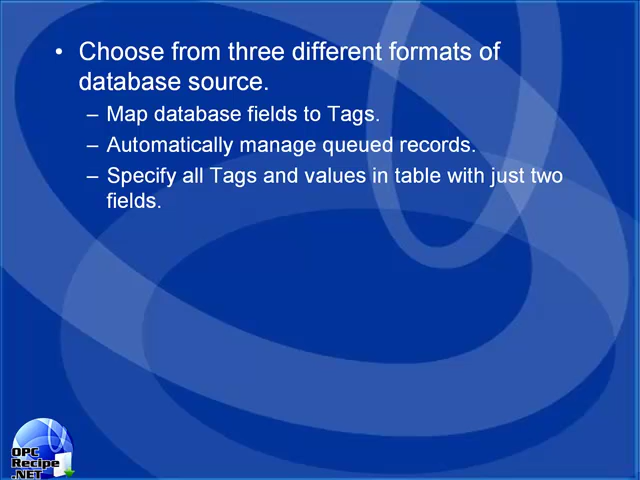 • Choose from three different formats of
database source.
– Map database fields to Tags.
– Automatically manage queued records.
– Specify all Tags and values in table with just two
fields.
OPC
Recipe
.NET